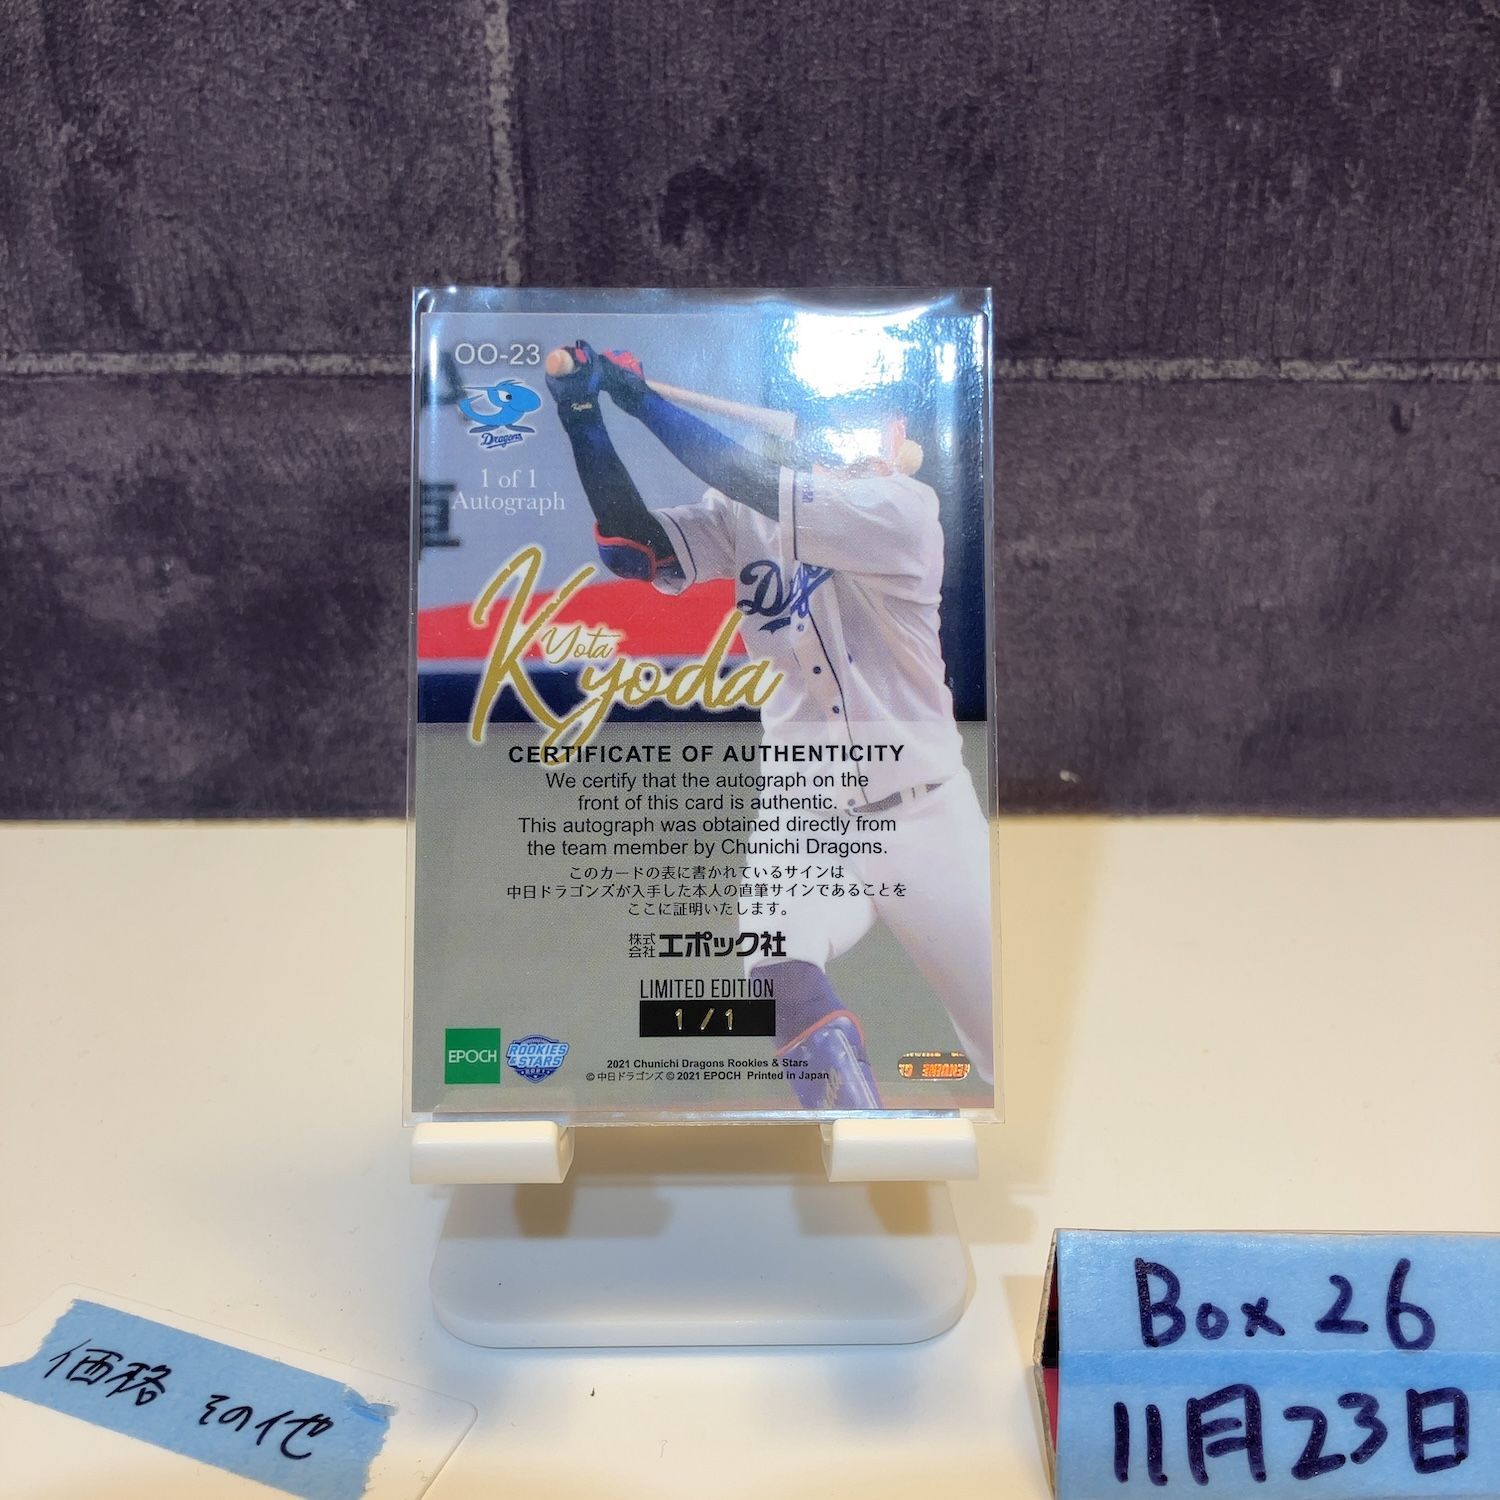 OO-23
Dragons
1 of 1
Autograph
Yota
Kyoda
CERTIFICATE OF AUTHENTICITY
We certify that the autograph on the
front of this card is authentic.
This autograph was obtained directly from
the team member by Chunichi Dragons.
このカードの表に書かれているサインは
中日ドラゴンズが入手した本人の直筆サインであることを
ここに証明いたします。
株式会社エポック社
LIMITED EDITION
1/1
EPOCH
ROOKIES
& STARS
2021
2021 Chunichi Dragons Rookies & Stars
© 中日ドラゴンズ © 2021 EPOCH Printed in Japan
価格 その他
Box 26
11月23日